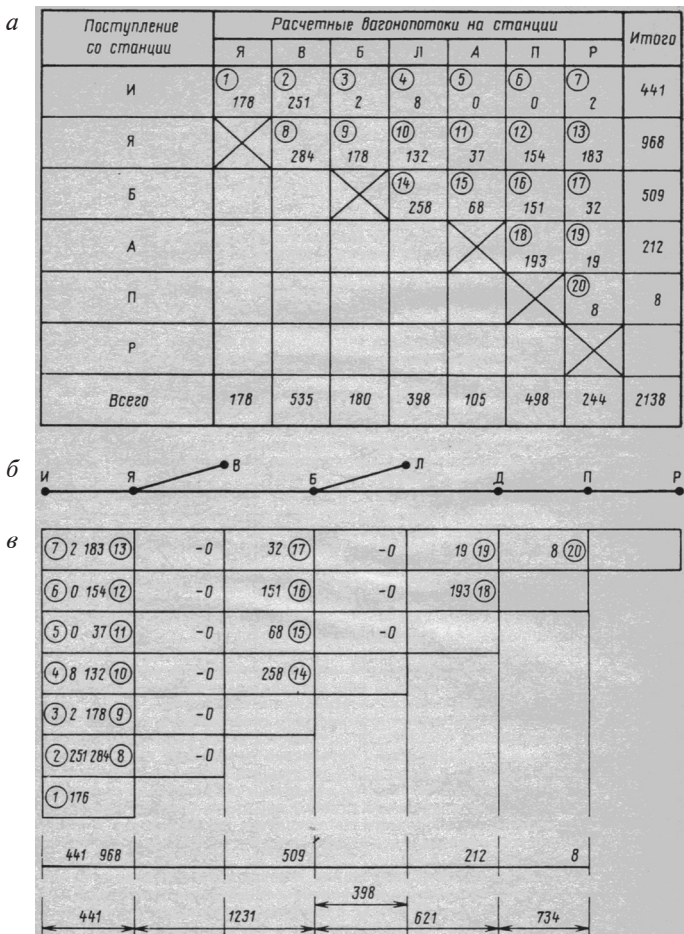 а
Поступление со станции
Расчетные вагонопотоки на станции
Итого
Я В Б Л А П Р
И ① 178 ② 251 ③ 2 ④ 8 ⑤ 0 ⑥ 0 ⑦ 2 441
Я ⑧ 284 ⑨ 178 ⑩ 132 ⑪ 37 ⑫ 154 ⑬ 183 968
Б ⑭ 258 ⑮ 68 ⑯ 151 ⑰ 32 509
А ⑱ 193 ⑲ 19 212
П ⑳ 8 8
Р
Всего 178 535 180 398 105 498 244 2138
б
И Я В Б Л Д П Р
в
⑦ 2 183 ⑬ -0 32 ⑰ -0 19 ⑲ 8 ⑳
⑥ 0 154 ⑫ -0 151 ⑯ -0 193 ⑱
⑤ 0 37 ⑪ -0 68 ⑮ -0
④ 8 132 ⑩ -0 258 ⑭
③ 2 178 ⑨ -0
② 251 284 ⑧ -0
① 176
441 968 509 212 8
398
441 1231 621 734